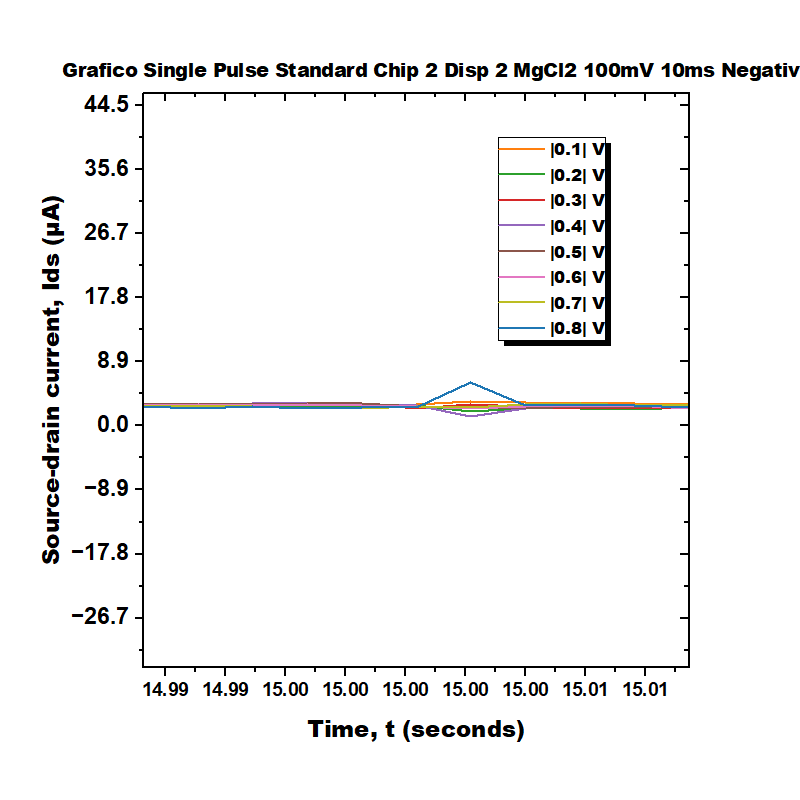 Grafico Single Pulse Standard Chip 2 Disp 2 MgCl2 100mV 10ms Negativ
44.5
35.6
26.7
17.8
8.9
0.0
−8.9
−17.8
−26.7
Source-drain current, Ids (µA)
|0.1| V
|0.2| V
|0.3| V
|0.4| V
|0.5| V
|0.6| V
|0.7| V
|0.8| V
14.99 14.99 15.00 15.00 15.00 15.00 15.00 15.01 15.01
Time, t (seconds)